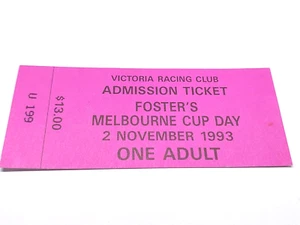 U 199
$13.00
VICTORIA RACING CLUB
ADMISSION TICKET
FOSTER'S
MELBOURNE CUP DAY
2 NOVEMBER 1993
ONE ADULT